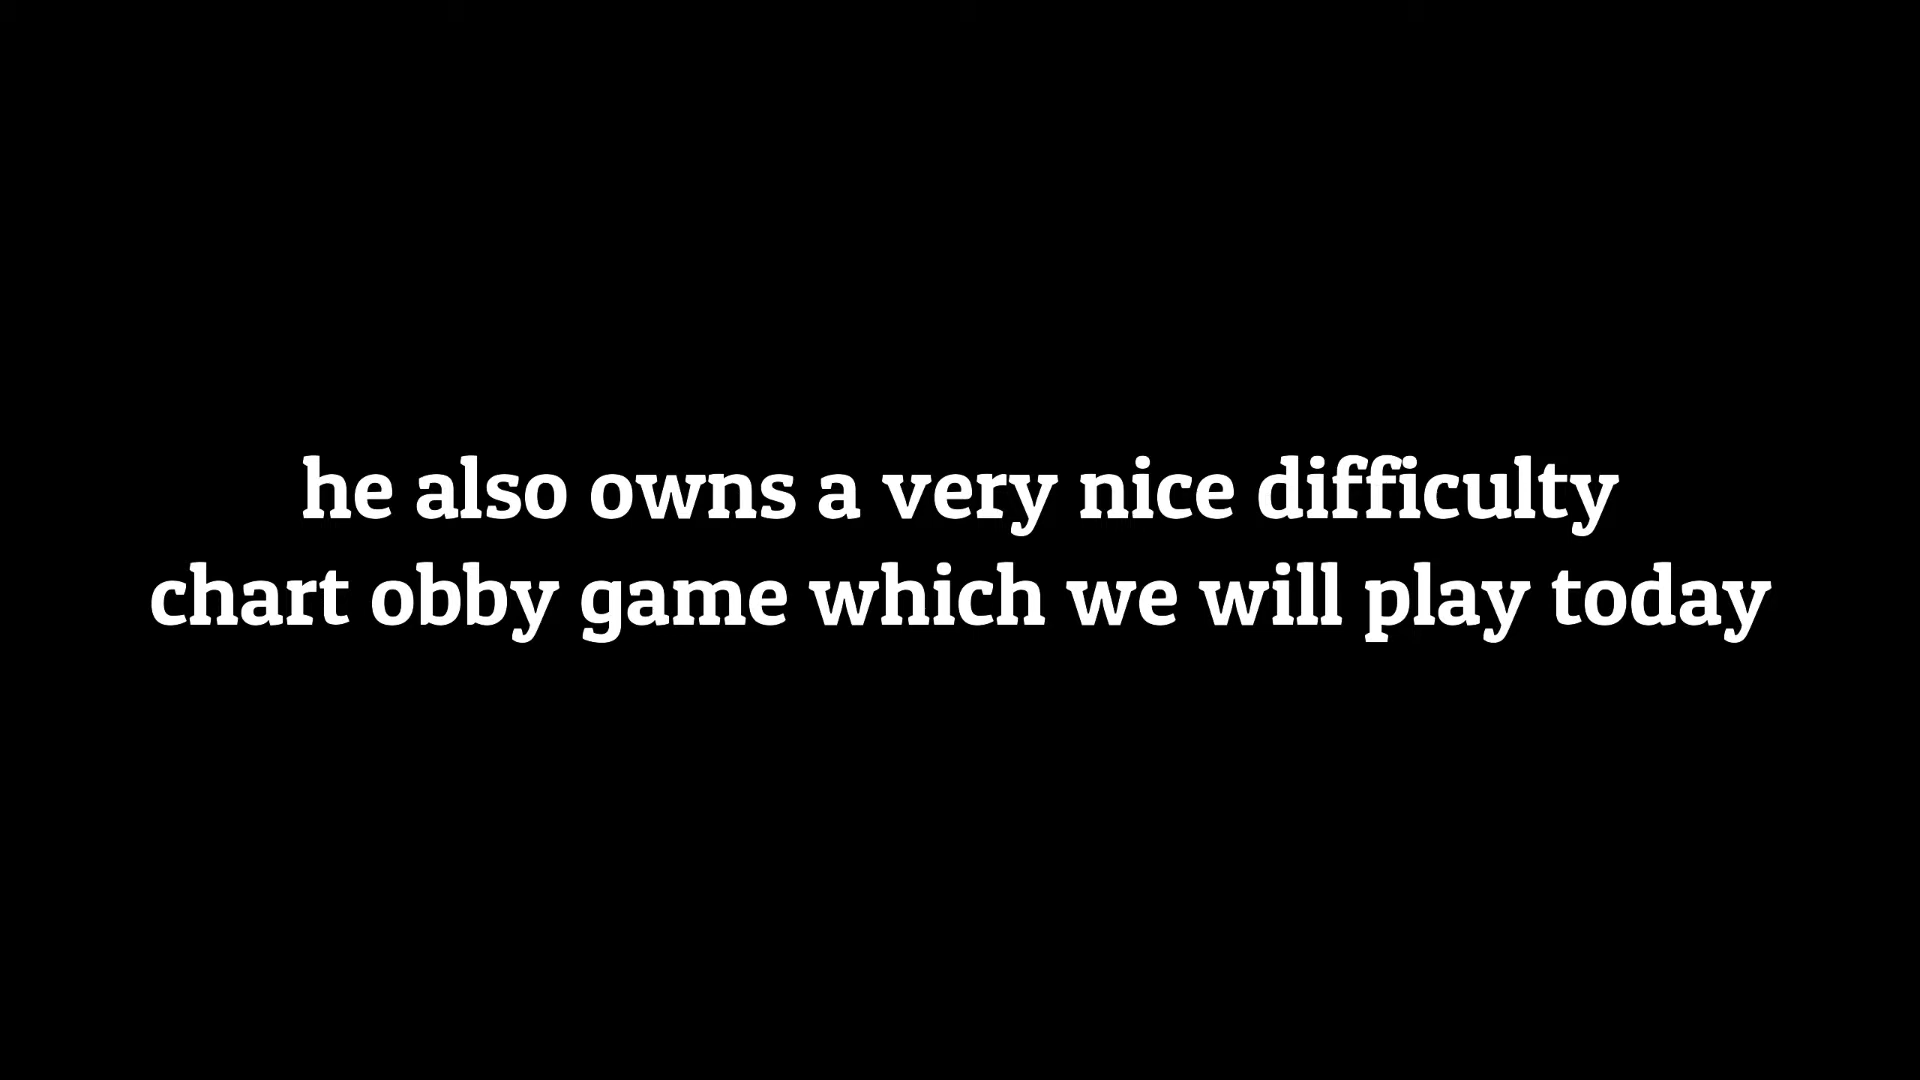 he also owns a very nice difficulty
chart obby game which we will play today